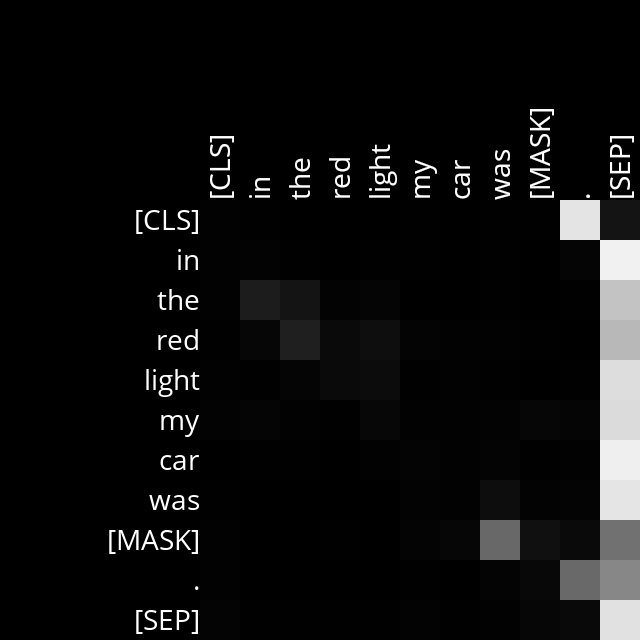 [CLS]
in
the
red
light
my
car
was
[MASK]
.
[SEP]
[CLS]
in
the
red
light
my
car
was
[MASK]
.
[SEP]